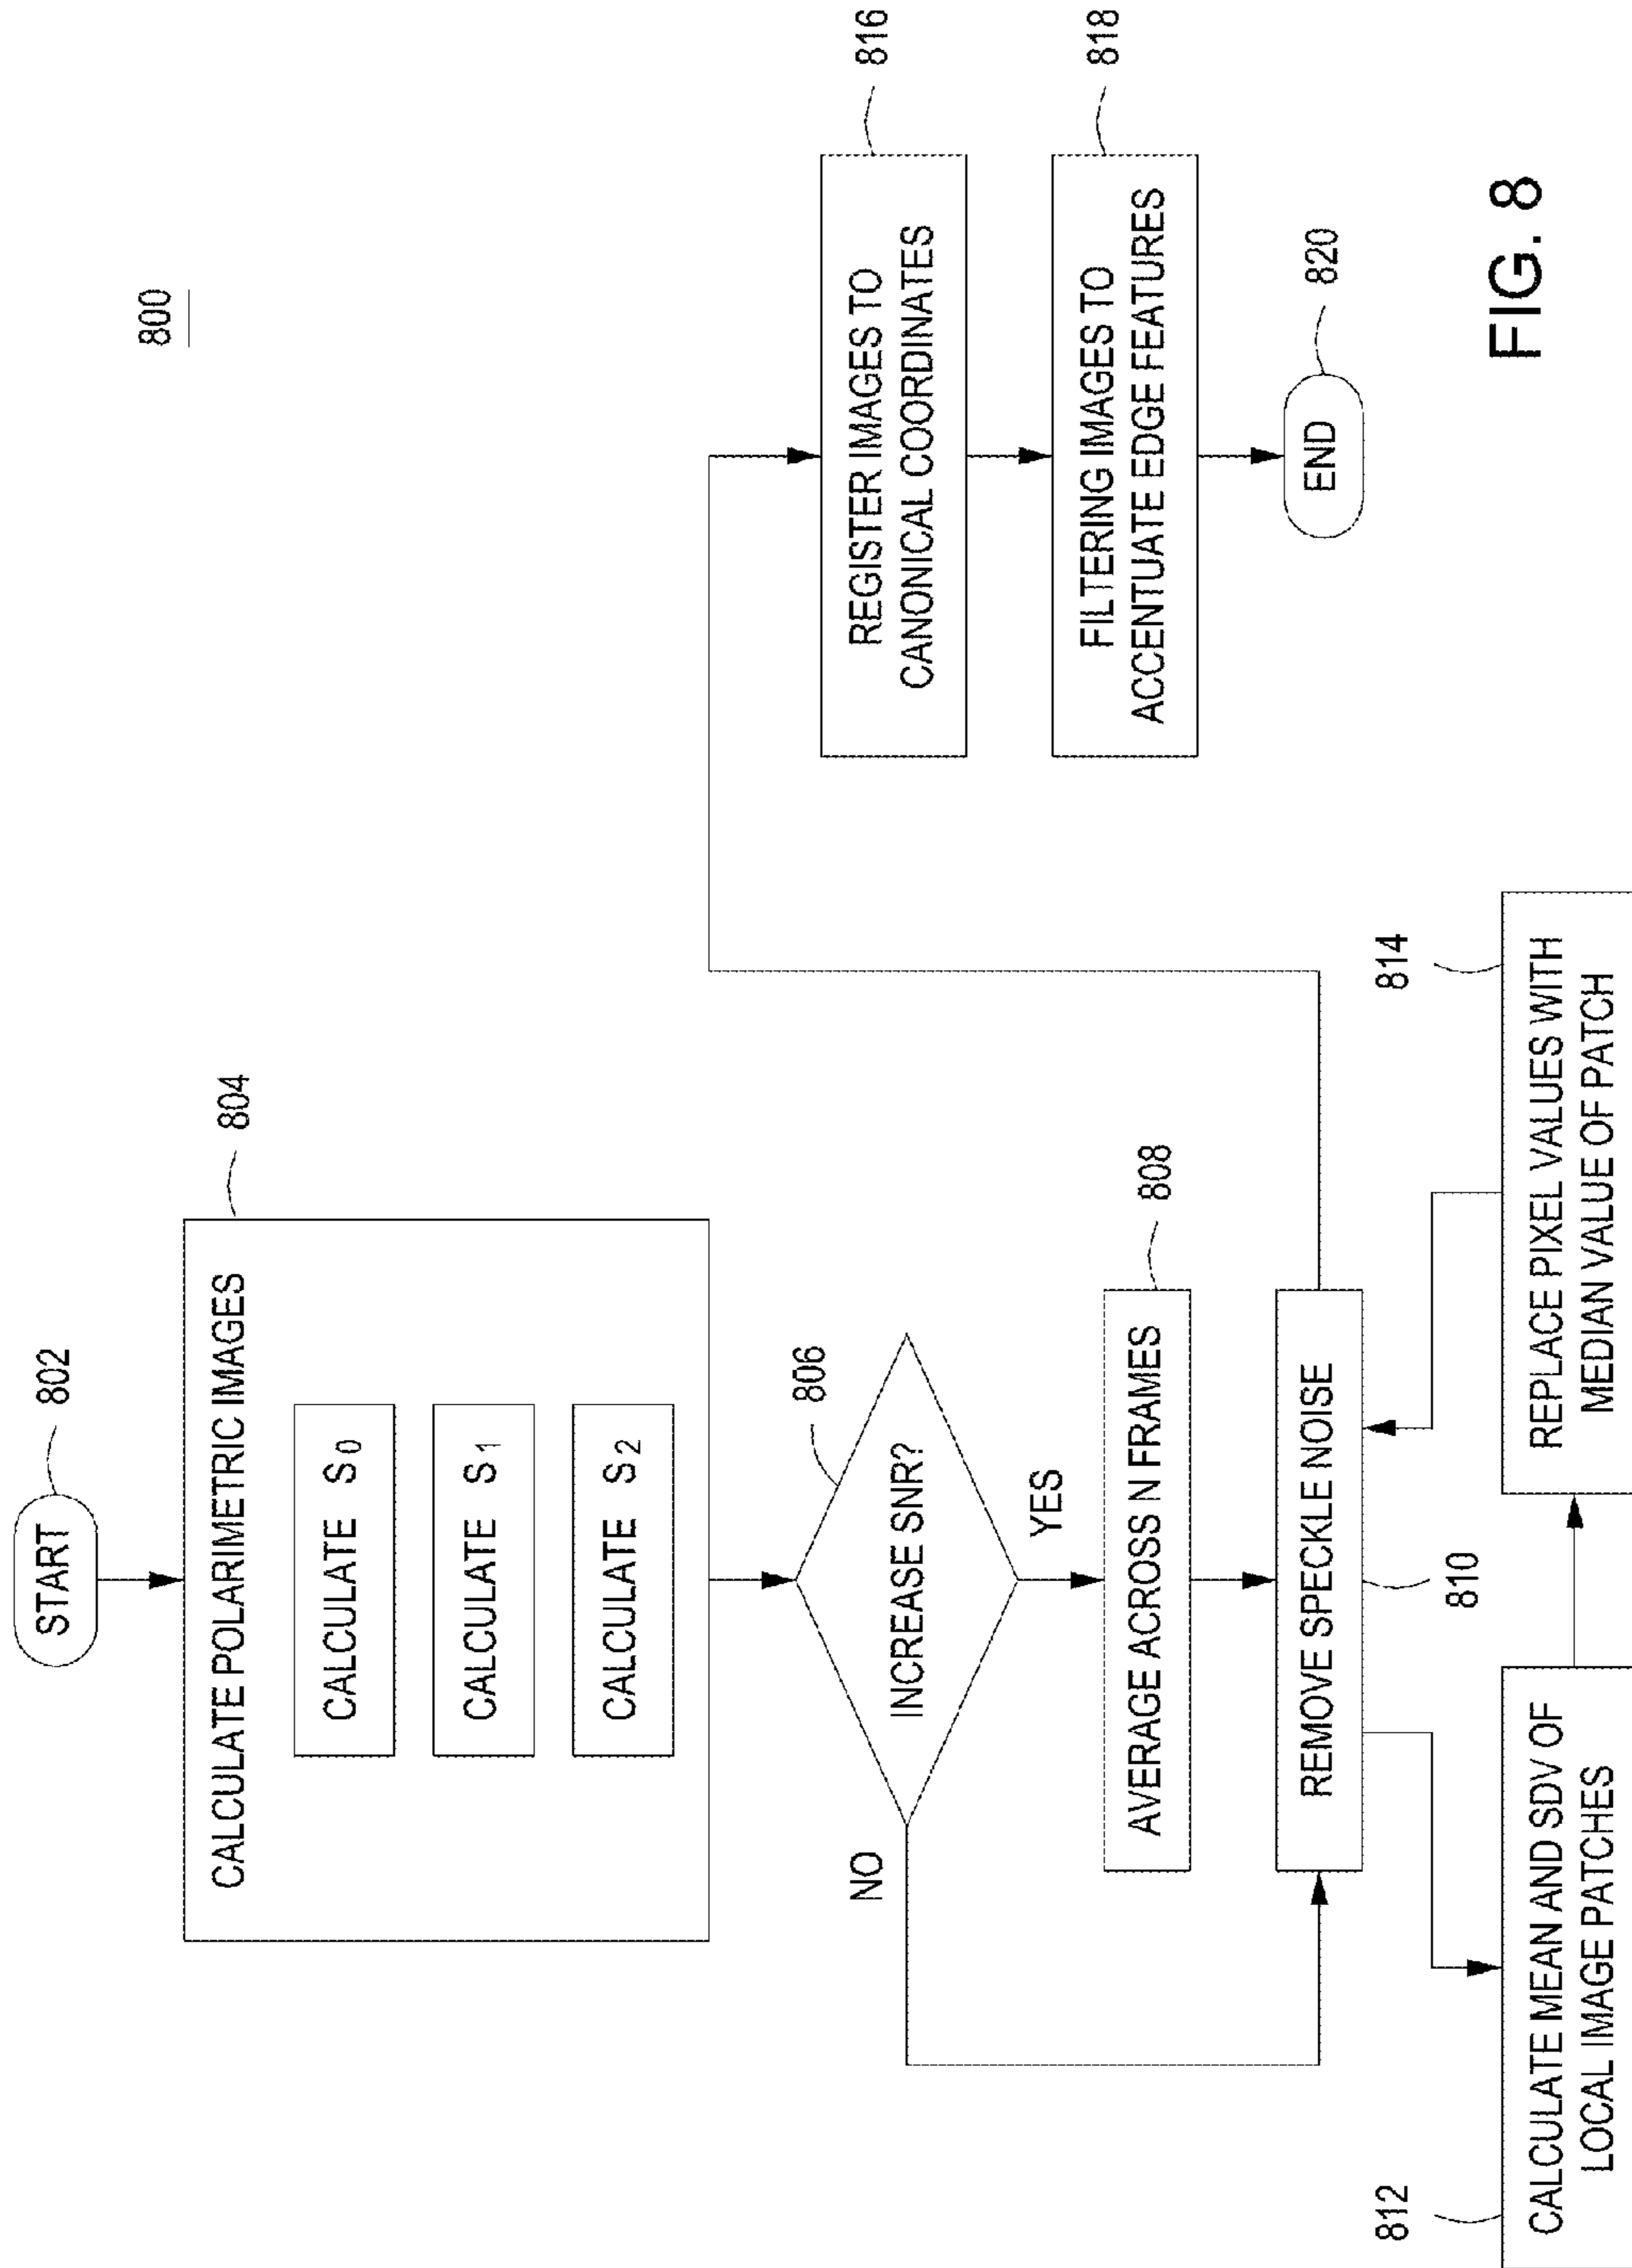 800
START
802
CALCULATE POLARIMETRIC IMAGES
804
CALCULATE S0
CALCULATE S1
CALCULATE S2
INCREASE SNR?
806
NO
YES
AVERAGE ACROSS N FRAMES
808
REMOVE SPECKLE NOISE
810
812
CALCULATE MEAN AND SDV OF
LOCAL IMAGE PATCHES
814
REPLACE PIXEL VALUES WITH
MEDIAN VALUE OF PATCH
REGISTER IMAGES TO
CANONICAL COORDINATES
816
FILTERING IMAGES TO
ACCENTUATE EDGE FEATURES
818
END
820
FIG. 8